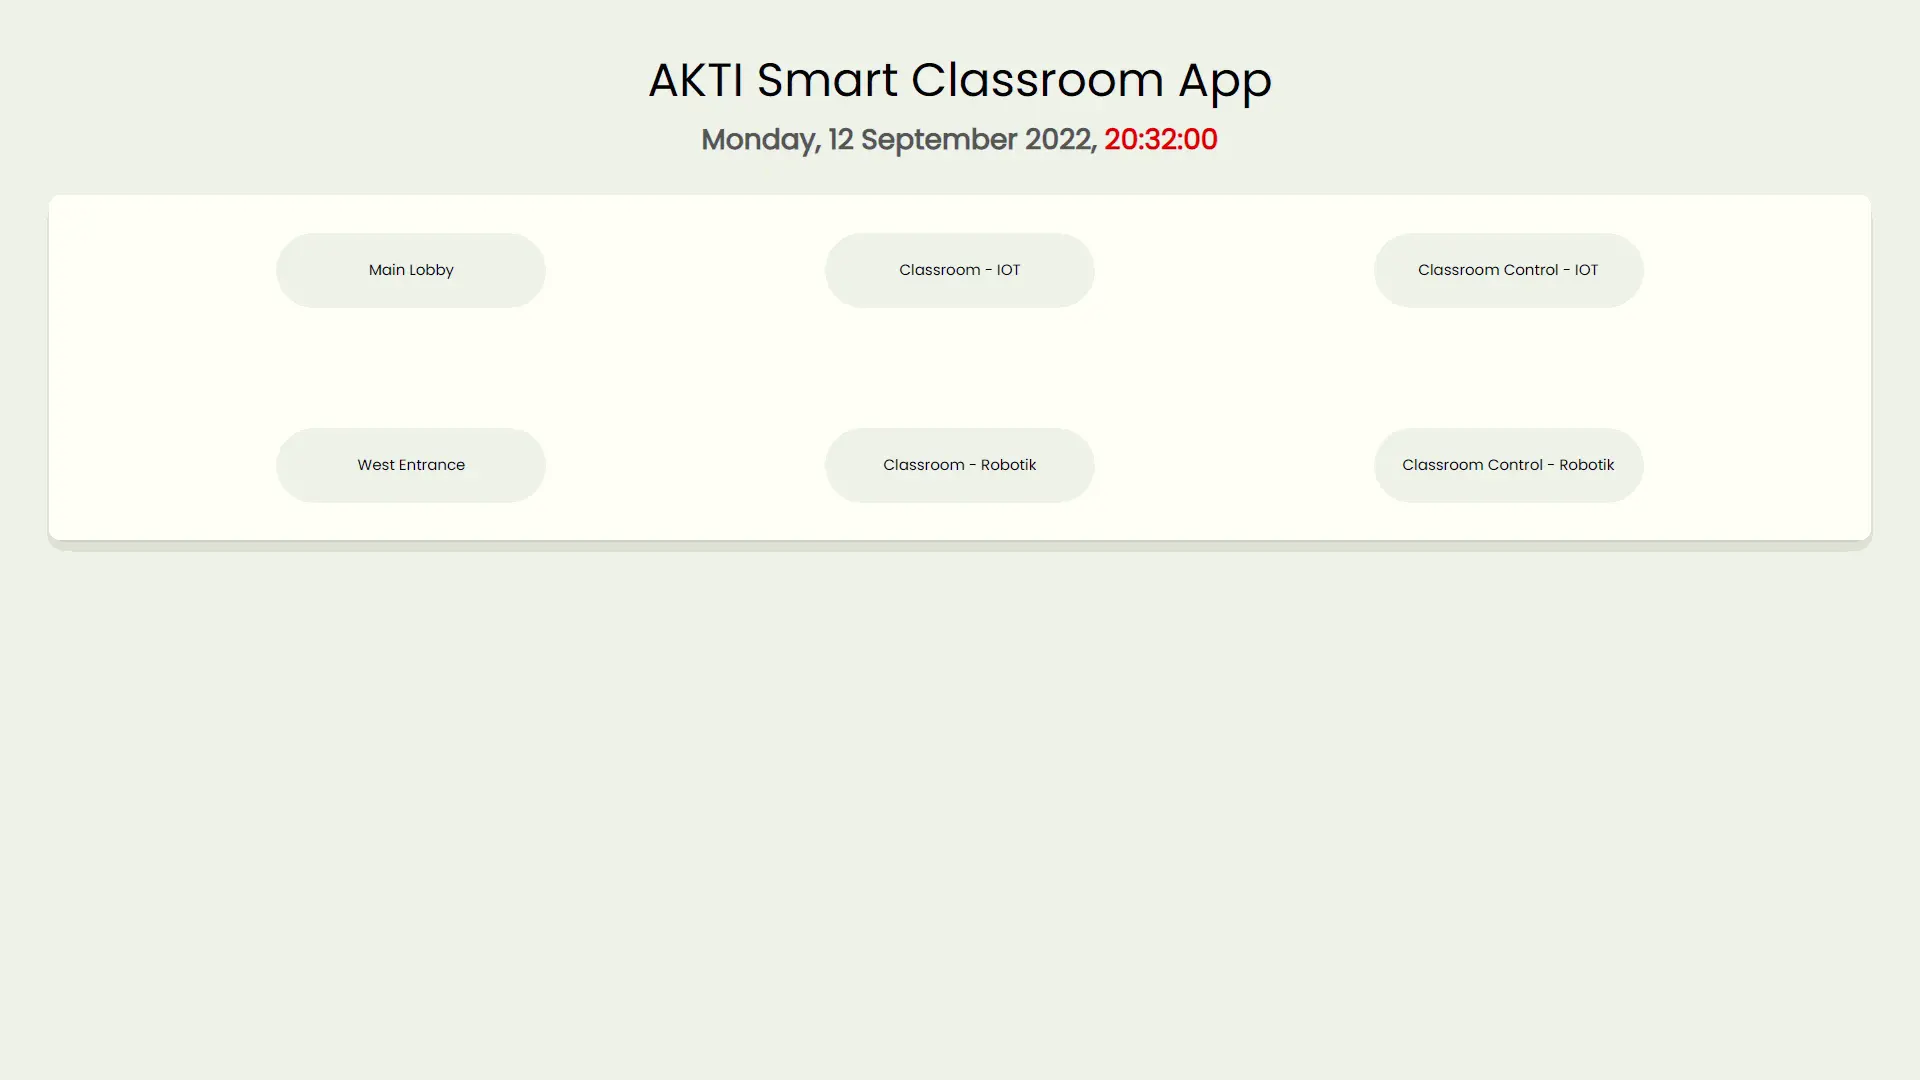 AKTI Smart Classroom App
Monday, 12 September 2022, 20:32:00
Main Lobby
Classroom - IOT
Classroom Control - IOT
West Entrance
Classroom - Robotik
Classroom Control - Robotik